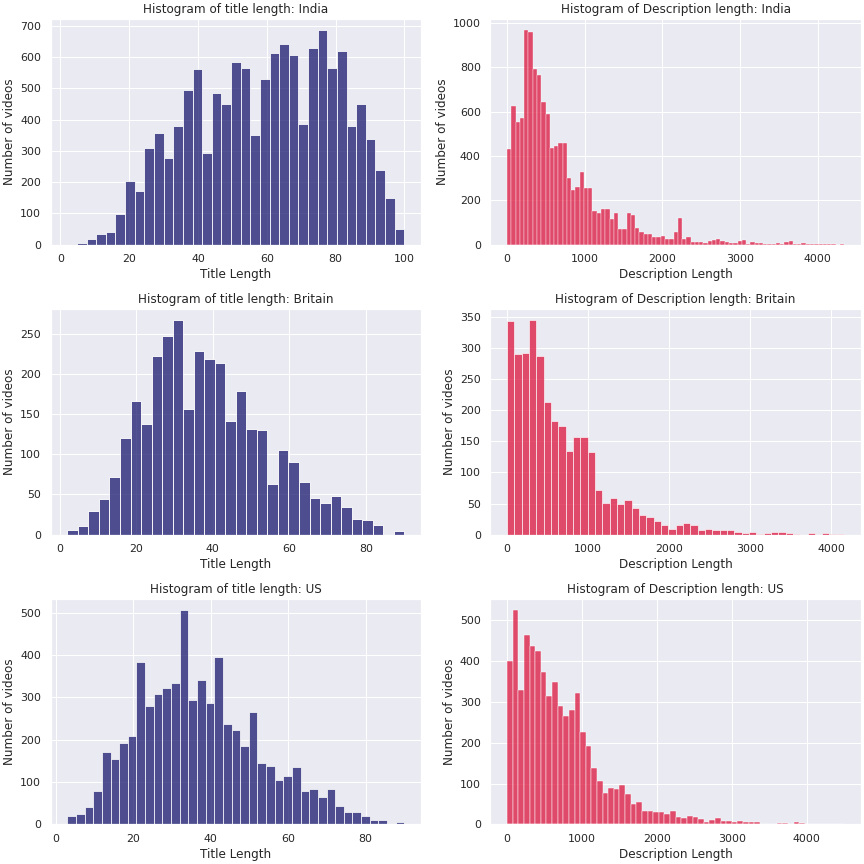 Histogram of title length: India
700
600
500
400
300
200
100
0
Number of videos
0 20 40 60 80 100
Title Length
Histogram of Description length: India
1000
800
600
400
200
0
Number of videos
0 1000 2000 3000 4000
Description Length
Histogram of title length: Britain
250
200
150
100
50
0
Number of videos
0 20 40 60 80
Title Length
Histogram of Description length: Britain
350
300
250
200
150
100
50
0
Number of videos
0 1000 2000 3000 4000
Description Length
Histogram of title length: US
500
400
300
200
100
0
Number of videos
0 20 40 60 80
Title Length
Histogram of Description length: US
500
400
300
200
100
0
Number of videos
0 1000 2000 3000 4000
Description Length